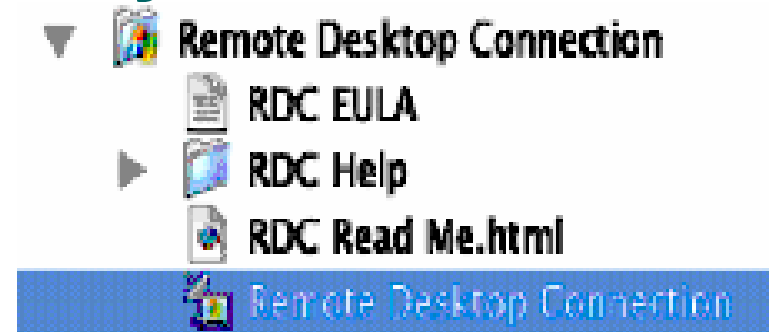 Remote Desktop Connection
RDC EULA
RDC Help
RDC Read Me.html
Remote Desktop Connection